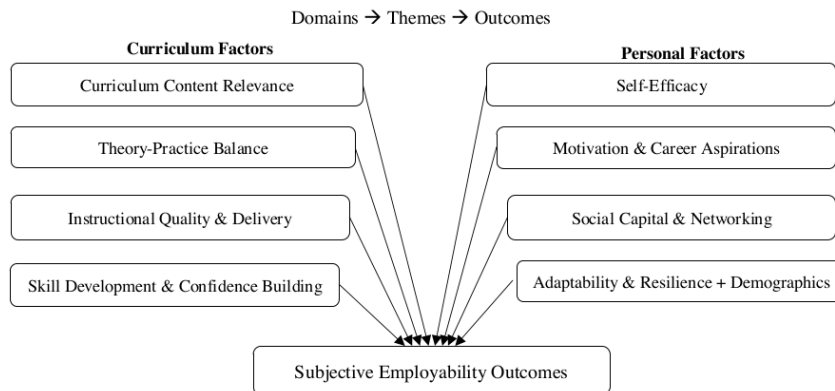 Domains → Themes → Outcomes
Curriculum Factors
Curriculum Content Relevance
Theory-Practice Balance
Instructional Quality & Delivery
Skill Development & Confidence Building
Personal Factors
Self-Efficacy
Motivation & Career Aspirations
Social Capital & Networking
Adaptability & Resilience + Demographics
Subjective Employability Outcomes